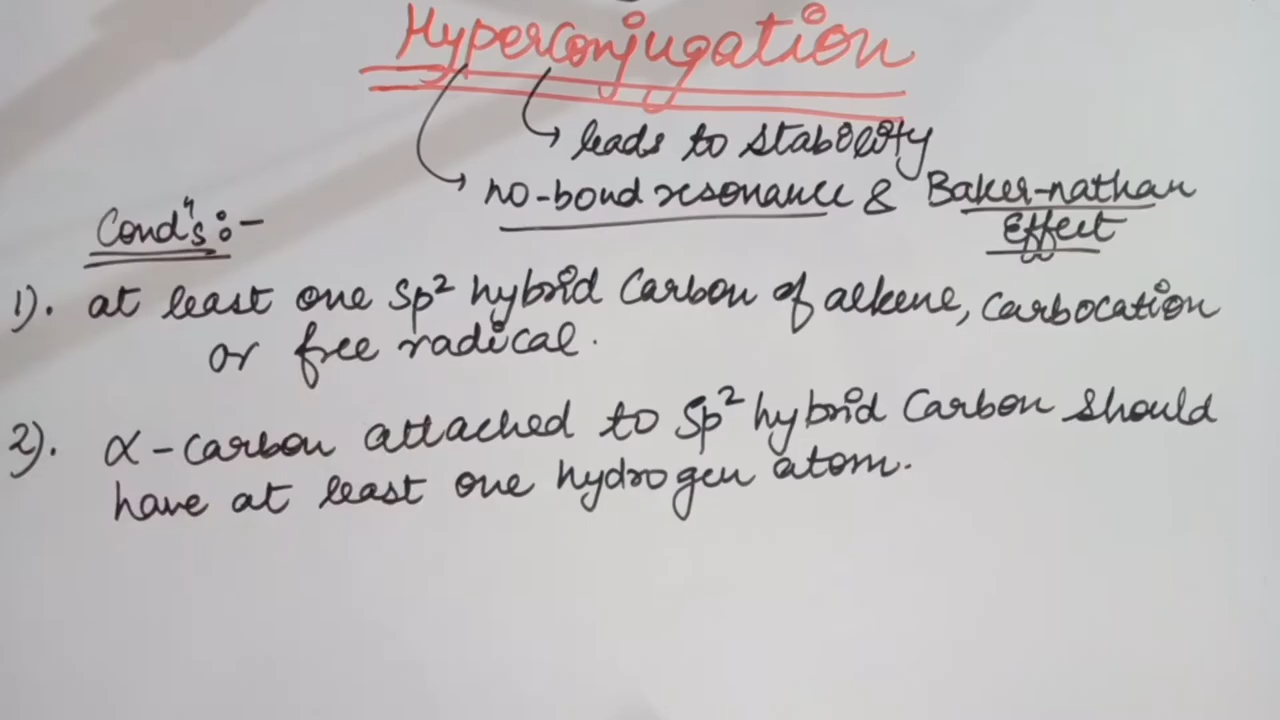 Hyperconjugation
→ leads to stability
→ no-bond resonance & Baker-nathan
Effect
Condⁿs:-
1). at least one sp² hybrid Carbon of alkene, Carbocation
or free radical.
2). α-carbon attached to sp² hybrid Carbon should
have at least one hydrogen atom.